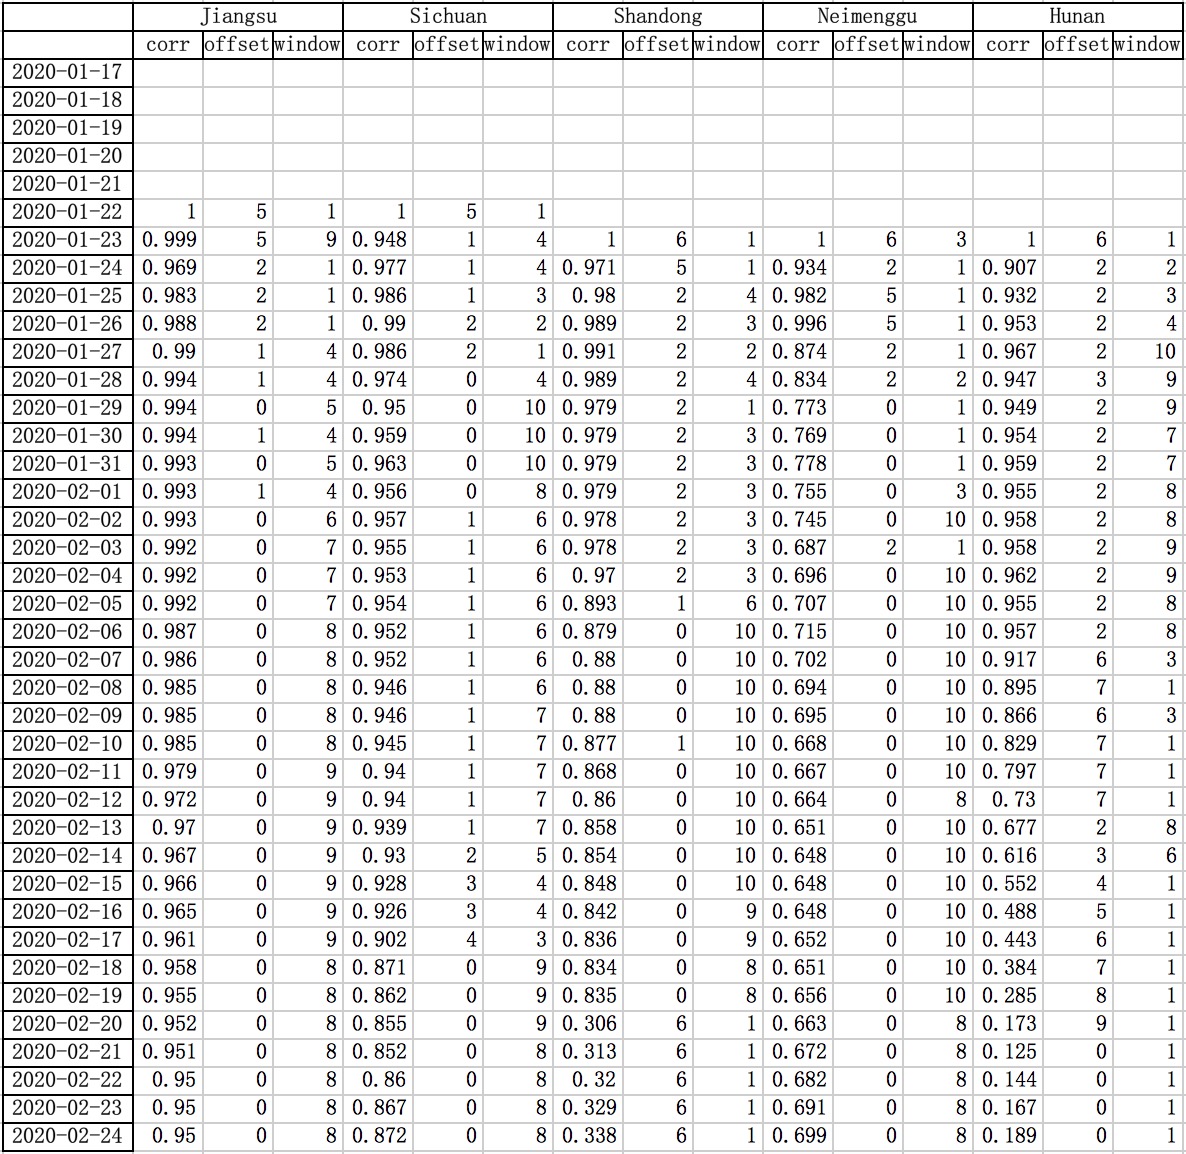 Jiangsu Sichuan Shandong Neimenggu Hunan
corr offset window corr offset window corr offset window corr offset window corr offset window
2020-01-17
2020-01-18
2020-01-19
2020-01-20
2020-01-21
2020-01-22 1 5 1 1 5 1
2020-01-23 0.999 5 9 0.948 1 4 1 6 1 1 6 3 1 6 1
2020-01-24 0.969 2 1 0.977 1 4 0.971 5 1 0.934 2 1 0.907 2 2
2020-01-25 0.983 2 1 0.986 1 3 0.98 2 4 0.982 5 1 0.932 2 3
2020-01-26 0.988 2 1 0.99 2 2 0.989 2 3 0.996 5 1 0.953 2 4
2020-01-27 0.99 1 4 0.986 2 1 0.991 2 2 0.874 2 1 0.967 2 10
2020-01-28 0.994 1 4 0.974 0 4 0.989 2 4 0.834 2 2 0.947 3 9
2020-01-29 0.994 0 5 0.95 0 10 0.979 2 1 0.773 0 1 0.949 2 9
2020-01-30 0.994 1 4 0.959 0 10 0.979 2 3 0.769 0 1 0.954 2 7
2020-01-31 0.993 0 5 0.963 0 10 0.979 2 3 0.778 0 1 0.959 2 7
2020-02-01 0.993 1 4 0.956 0 8 0.979 2 3 0.755 0 3 0.955 2 8
2020-02-02 0.993 0 6 0.957 1 6 0.978 2 3 0.745 0 10 0.958 2 8
2020-02-03 0.992 0 7 0.955 1 6 0.978 2 3 0.687 2 1 0.958 2 9
2020-02-04 0.992 0 7 0.953 1 6 0.97 2 3 0.696 0 10 0.962 2 9
2020-02-05 0.992 0 7 0.954 1 6 0.893 1 6 0.707 0 10 0.955 2 8
2020-02-06 0.987 0 8 0.952 1 6 0.879 0 10 0.715 0 10 0.957 2 8
2020-02-07 0.986 0 8 0.952 1 6 0.88 0 10 0.702 0 10 0.917 6 3
2020-02-08 0.985 0 8 0.946 1 6 0.88 0 10 0.694 0 10 0.895 7 1
2020-02-09 0.985 0 8 0.946 1 7 0.88 0 10 0.695 0 10 0.866 6 3
2020-02-10 0.985 0 8 0.945 1 7 0.877 1 10 0.668 0 10 0.829 7 1
2020-02-11 0.979 0 9 0.94 1 7 0.868 0 10 0.667 0 10 0.797 7 1
2020-02-12 0.972 0 9 0.94 1 7 0.86 0 10 0.664 0 8 0.73 7 1
2020-02-13 0.97 0 9 0.939 1 7 0.858 0 10 0.651 0 10 0.677 2 8
2020-02-14 0.967 0 9 0.93 2 5 0.854 0 10 0.648 0 10 0.616 3 6
2020-02-15 0.966 0 9 0.928 3 4 0.848 0 10 0.648 0 10 0.552 4 1
2020-02-16 0.965 0 9 0.926 3 4 0.842 0 9 0.648 0 10 0.488 5 1
2020-02-17 0.961 0 9 0.902 4 3 0.836 0 9 0.652 0 10 0.443 6 1
2020-02-18 0.958 0 8 0.871 0 9 0.834 0 8 0.651 0 10 0.384 7 1
2020-02-19 0.955 0 8 0.862 0 9 0.835 0 8 0.656 0 10 0.285 8 1
2020-02-20 0.952 0 8 0.855 0 9 0.306 6 1 0.663 0 8 0.173 9 1
2020-02-21 0.951 0 8 0.852 0 8 0.313 6 1 0.672 0 8 0.125 0 1
2020-02-22 0.95 0 8 0.86 0 8 0.32 6 1 0.682 0 8 0.144 0 1
2020-02-23 0.95 0 8 0.867 0 8 0.329 6 1 0.691 0 8 0.167 0 1
2020-02-24 0.95 0 8 0.872 0 8 0.338 6 1 0.699 0 8 0.189 0 1